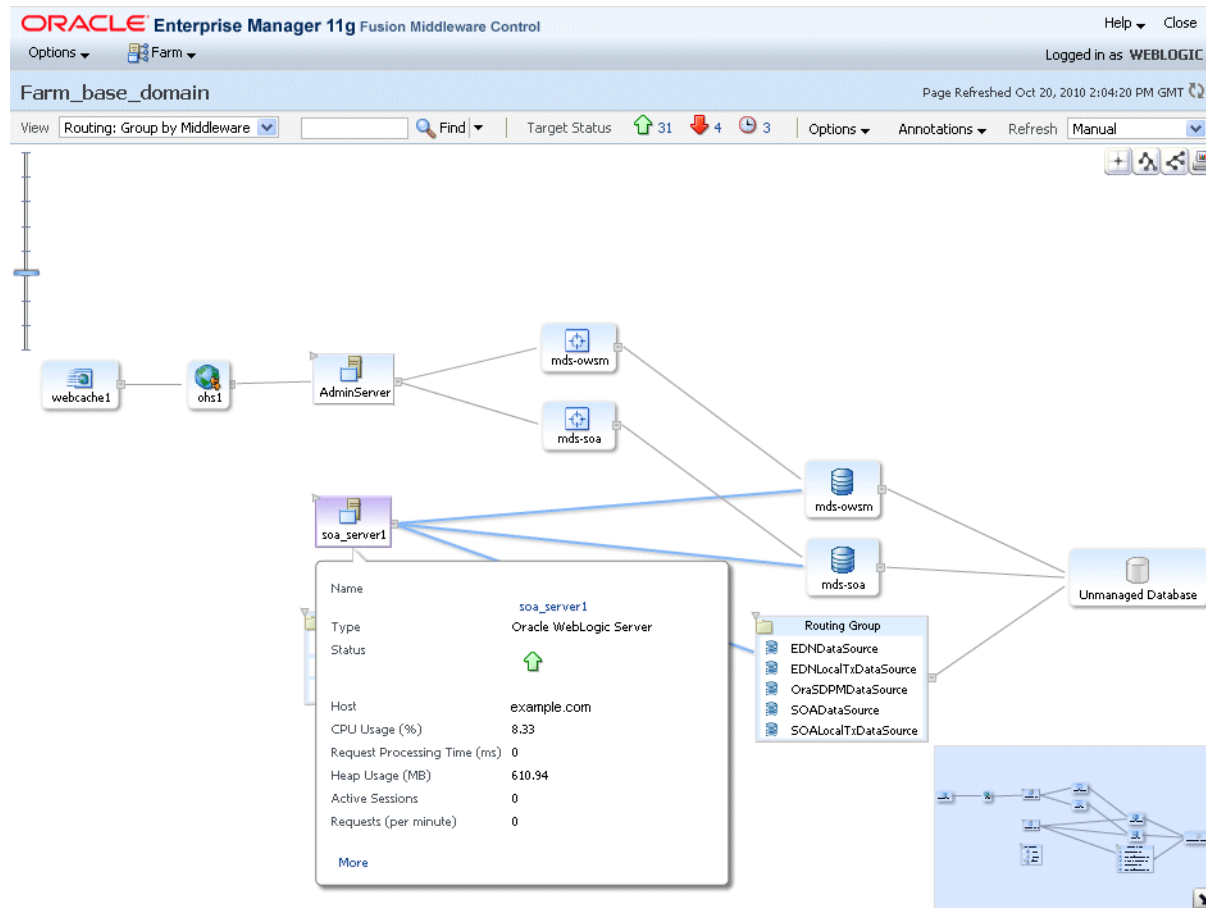 ORACLE Enterprise Manager 11g Fusion Middleware Control Help Close
Options Farm Logged in as WEBLOGIC
Farm_base_domain Page Refreshed Oct 20, 2010 2:04:20 PM GMT
View Routing: Group by Middleware Find Target Status 31 4 3 Options Annotations Refresh Manual
mds-owsm
webcache1
ohs1
AdminServer
mds-soa
mds-owsm
soa_server1
mds-soa
Unmanaged Database
Name soa_server1
Type Oracle WebLogic Server
Status
Host example.com
CPU Usage (%) 8.33
Request Processing Time (ms) 0
Heap Usage (MB) 610.94
Active Sessions 0
Requests (per minute) 0
More
Routing Group
EDNDataSource
EDNLocalTxDataSource
OraSDPMDataSource
SOADataSource
SOALocalTxDataSource